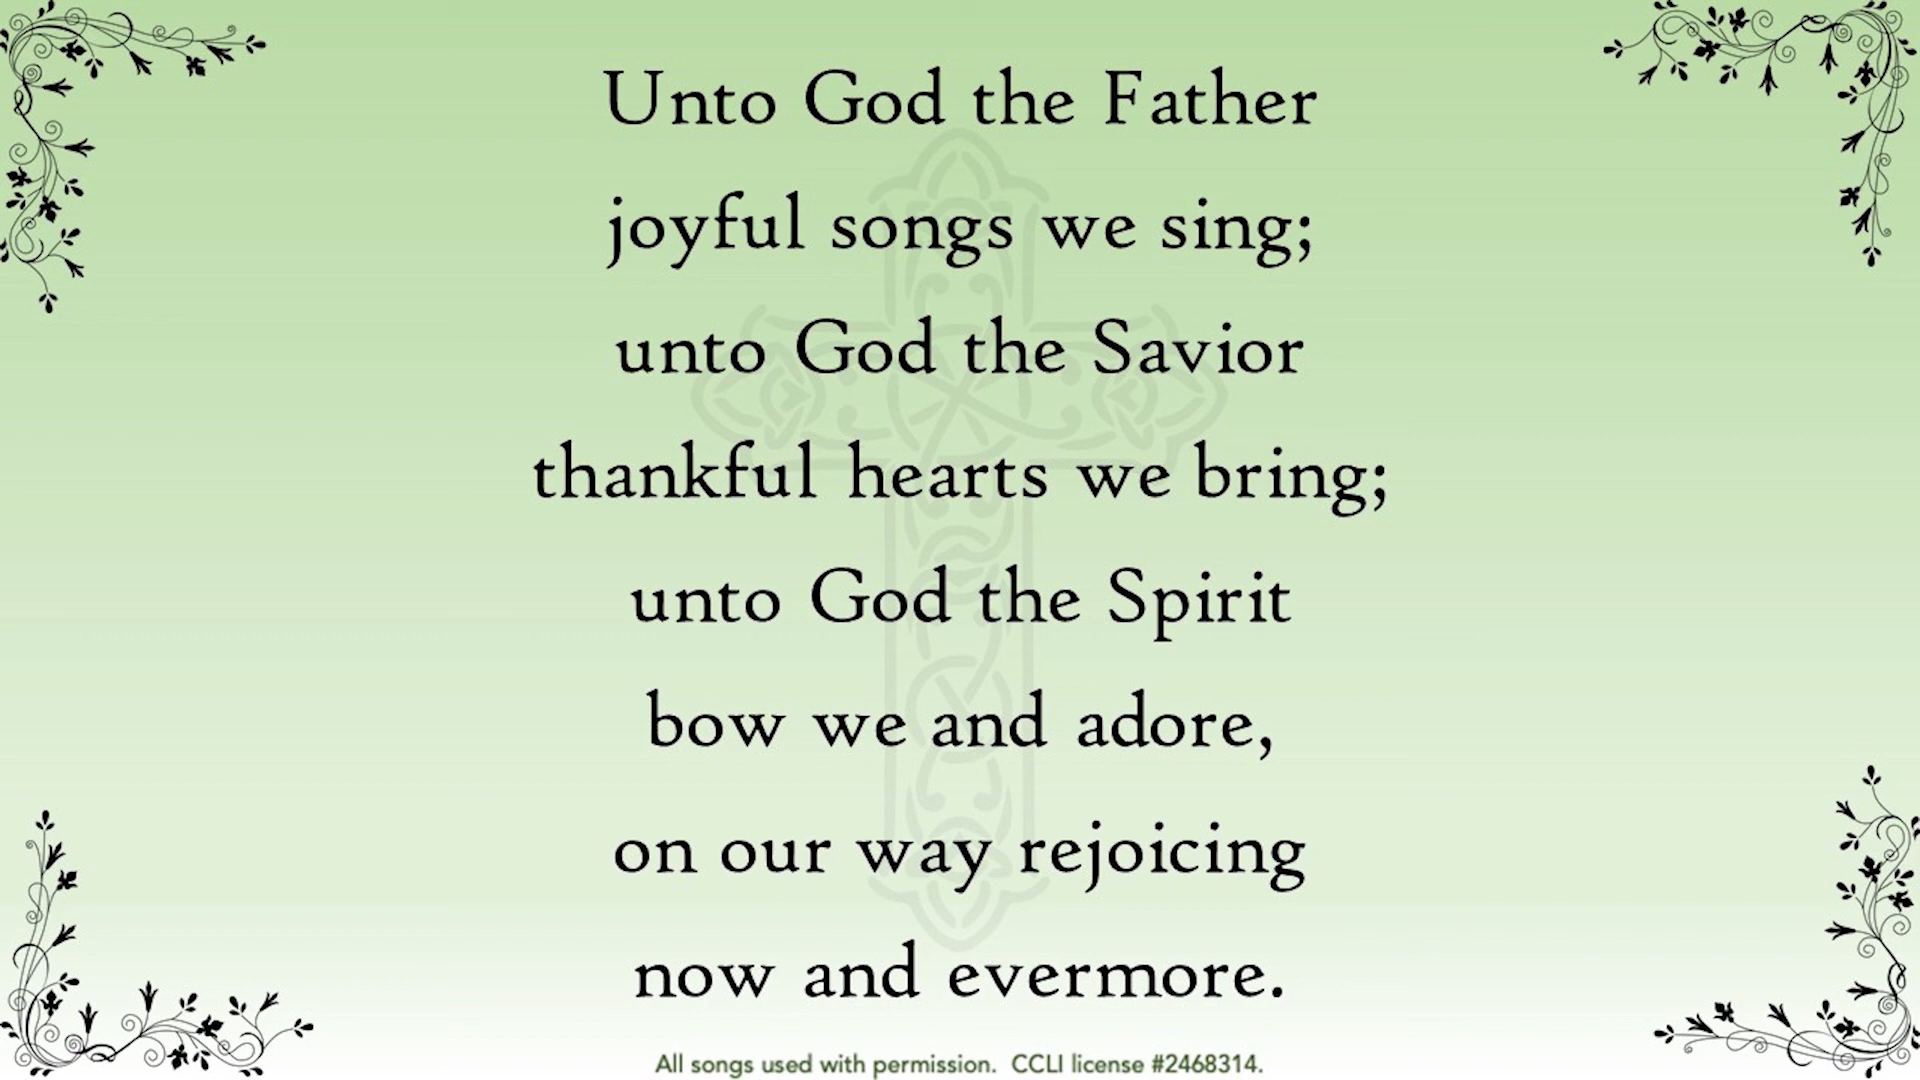 Unto God the Father
joyful songs we sing;
unto God the Savior
thankful hearts we bring;
unto God the Spirit
bow we and adore,
on our way rejoicing
now and evermore.
All songs used with permission.  CCLI license #2468314.